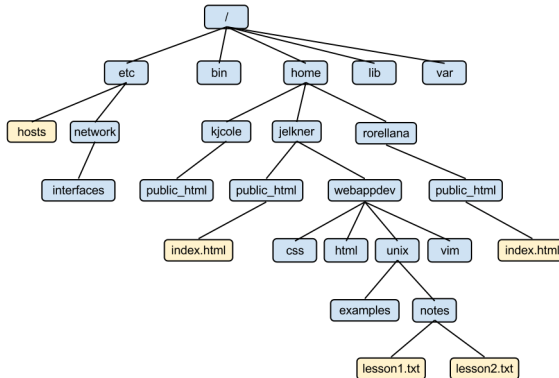 /
etc
bin
home
lib
var
hosts
network
kjcole
jelkner
rorellana
interfaces
public_html
public_html
webappdev
public_html
index.html
css
html
unix
vim
index.html
examples
notes
lesson1.txt
lesson2.txt